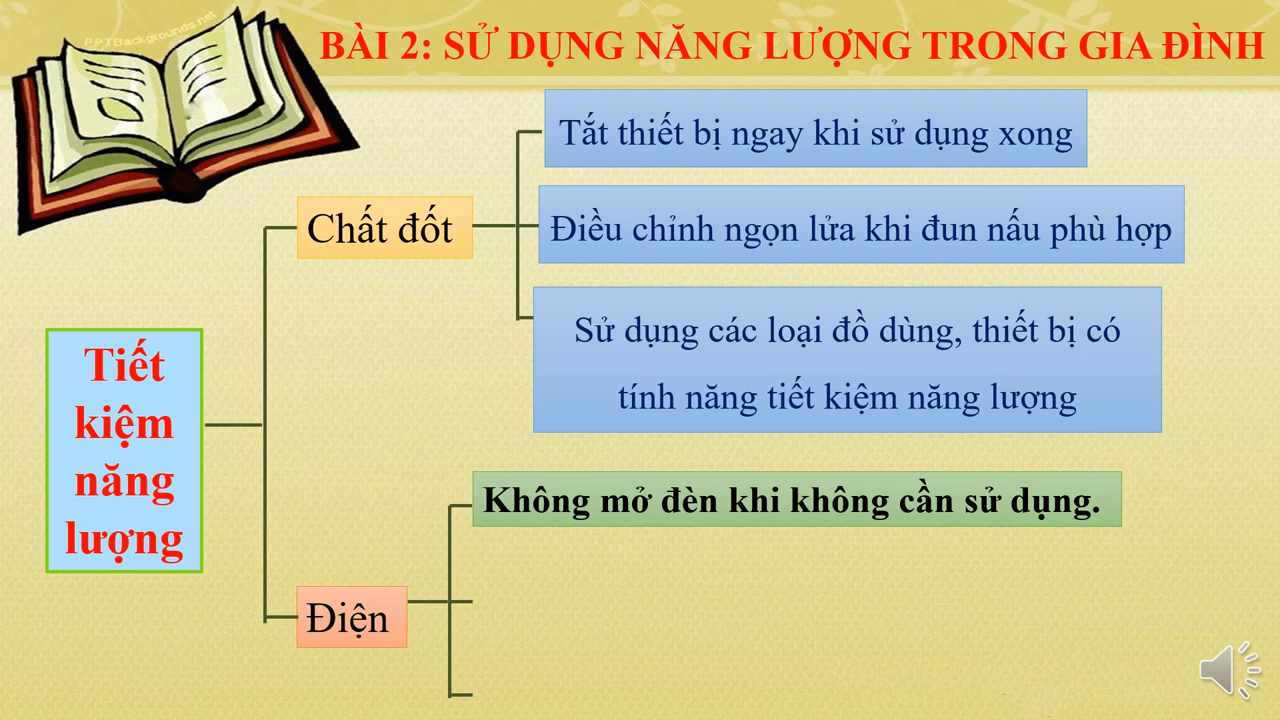 PPTBackgrounds.net
BÀI 2: SỬ DỤNG NĂNG LƯỢNG TRONG GIA ĐÌNH
Tắt thiết bị ngay khi sử dụng xong
Chất đốt
Điều chỉnh ngọn lửa khi đun nấu phù hợp
Sử dụng các loại đồ dùng, thiết bị có
tính năng tiết kiệm năng lượng
Tiết
kiệm
năng
lượng
Không mở đèn khi không cần sử dụng.
Điện